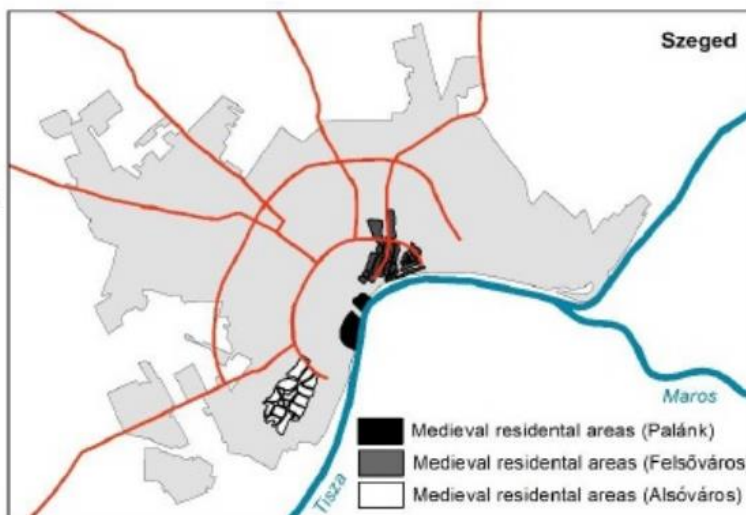 Szeged
Maros
Tisza
Medieval residental areas (Palánk)
Medieval residental areas (Felsőváros)
Medieval residental areas (Alsóváros)